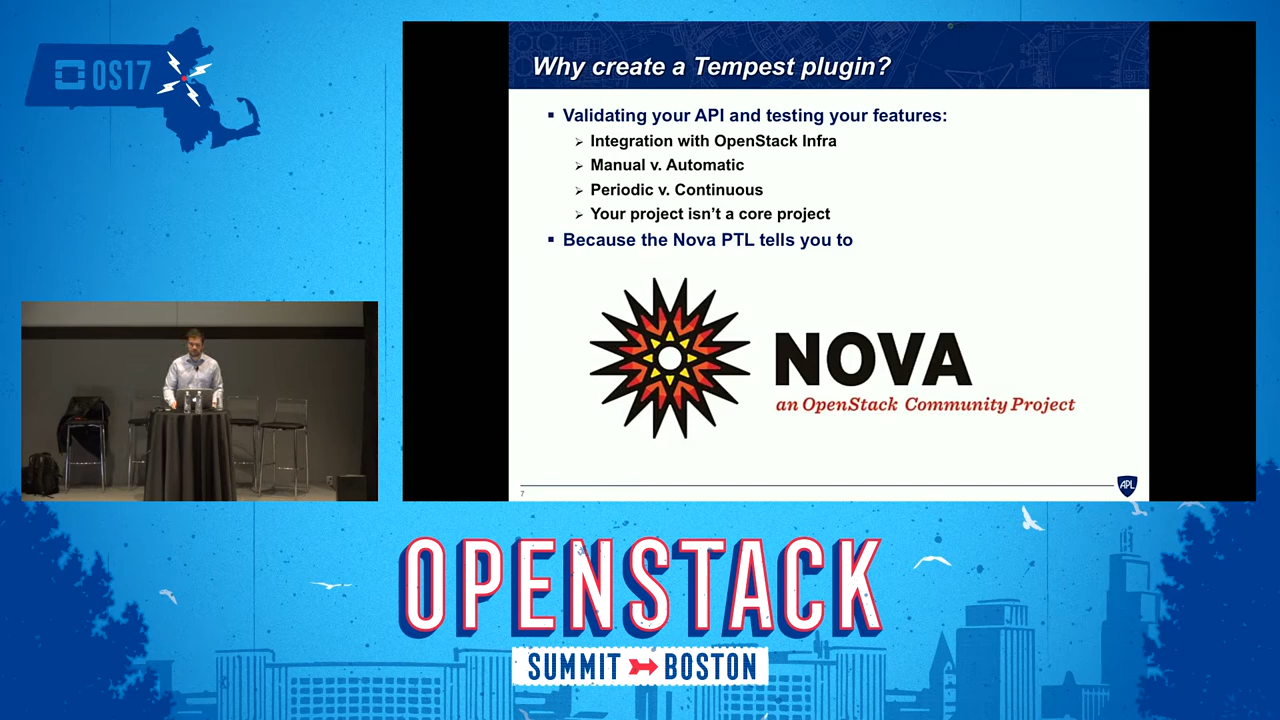 OS17
Why create a Tempest plugin?
▪ Validating your API and testing your features:
➢ Integration with OpenStack Infra
➢ Manual v. Automatic
➢ Periodic v. Continuous
➢ Your project isn’t a core project
▪ Because the Nova PTL tells you to
NOVA
an OpenStack Community Project
7
APL
OPENSTACK
SUMMIT BOSTON